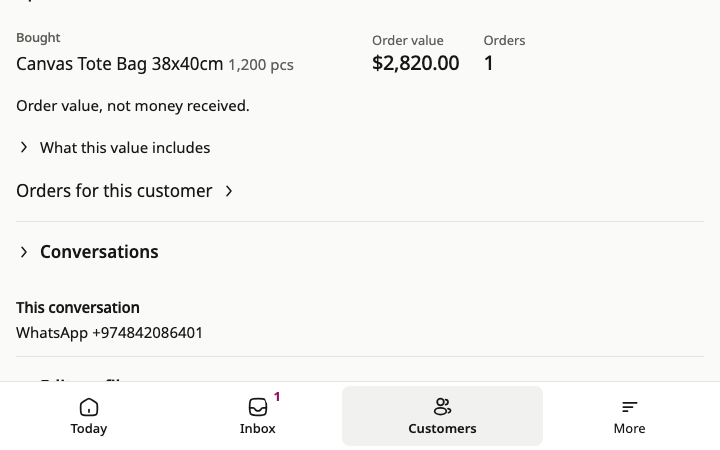 Bought
Canvas Tote Bag 38x40cm 1,200 pcs
Order value
$2,820.00
Orders
1
Order value, not money received.
What this value includes
Orders for this customer
Conversations
This conversation
WhatsApp +974842086401
1
Today
Inbox
Customers
More